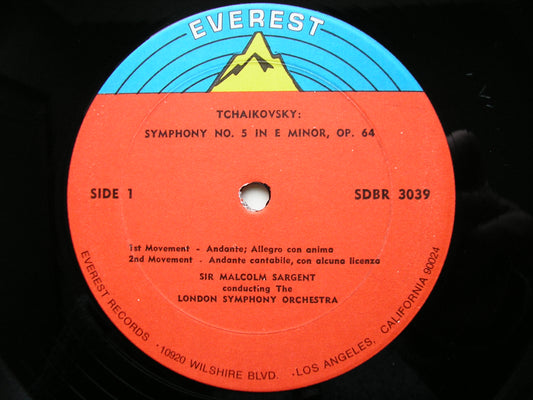 EVEREST
TCHAIKOVSKY:
SYMPHONY NO. 5 IN E MINOR, OP. 64
SIDE 1
SDBR 3039
1st Movement - Andante; Allegro con anima
2nd Movement - Andante cantabile, con alcuna licenza
SIR MALCOLM SARGENT
conducting The
LONDON SYMPHONY ORCHESTRA
EVEREST RECORDS . 10920 WILSHIRE BLVD. . LOS ANGELES, CALIFORNIA 90024